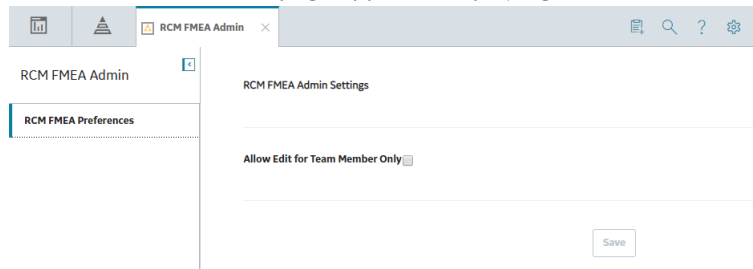 RCM FMEA Admin
RCM FMEA Admin
RCM FMEA Admin Settings
RCM FMEA Preferences
Allow Edit for Team Member Only
Save